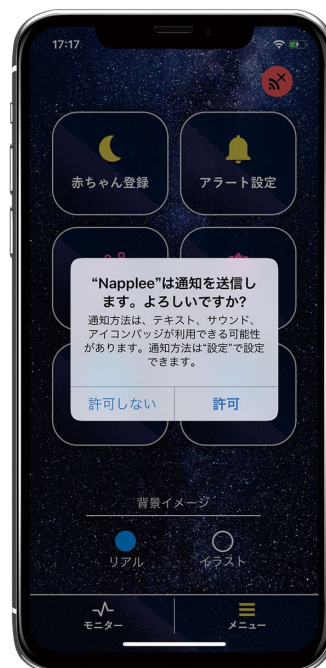 17:17
赤ちゃん登録
アラート設定
“Napplee”は通知を送信し
ます。よろしいですか?
通知方法は、テキスト、サウンド、
アイコンバッジが利用できる可能性
があります。通知方法は“設定”で設定
できます。
許可しない
許可
背景イメージ
リアル
イラスト
モニター
メニュー